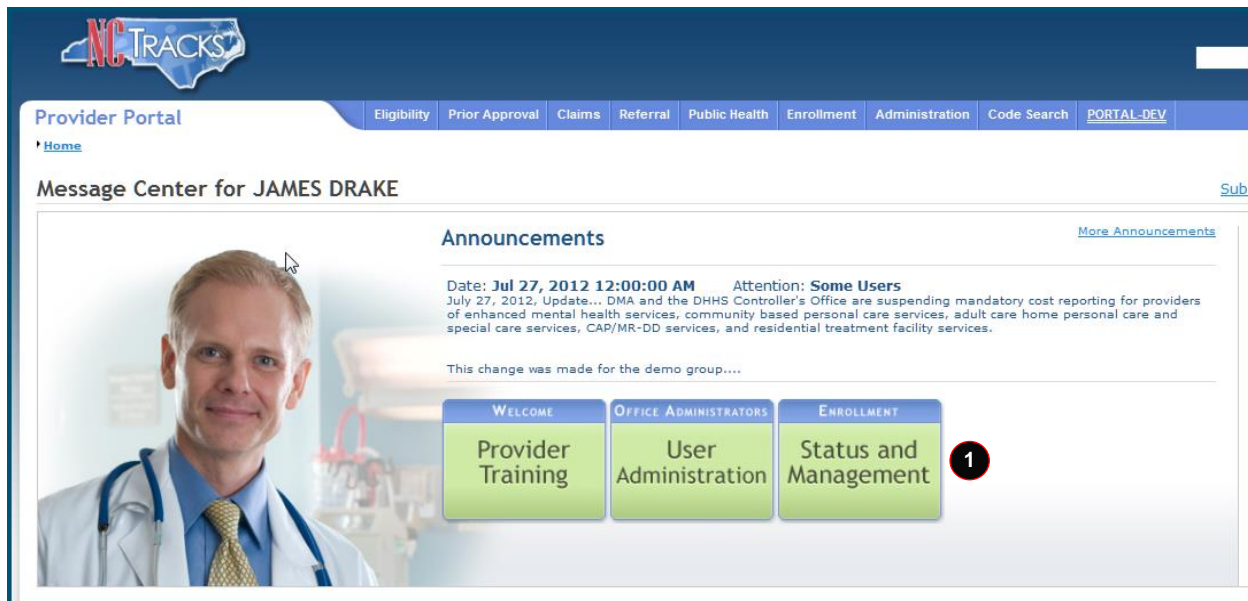 NCTRACKS
Provider Portal
Eligibility Prior Approval Claims Referral Public Health Enrollment Administration Code Search PORTAL-DEV
Home
Message Center for JAMES DRAKE
Sub
Announcements
More Announcements
Date: Jul 27, 2012 12:00:00 AM Attention: Some Users
July 27, 2012, Update... DMA and the DHHS Controller's Office are suspending mandatory cost reporting for providers
of enhanced mental health services, community based personal care services, adult care home personal care and
special care services, CAP/MR-DD services, and residential treatment facility services.
This change was made for the demo group....
WELCOME
Provider
Training
OFFICE ADMINISTRATORS
User
Administration
ENROLLMENT
Status and
Management
1